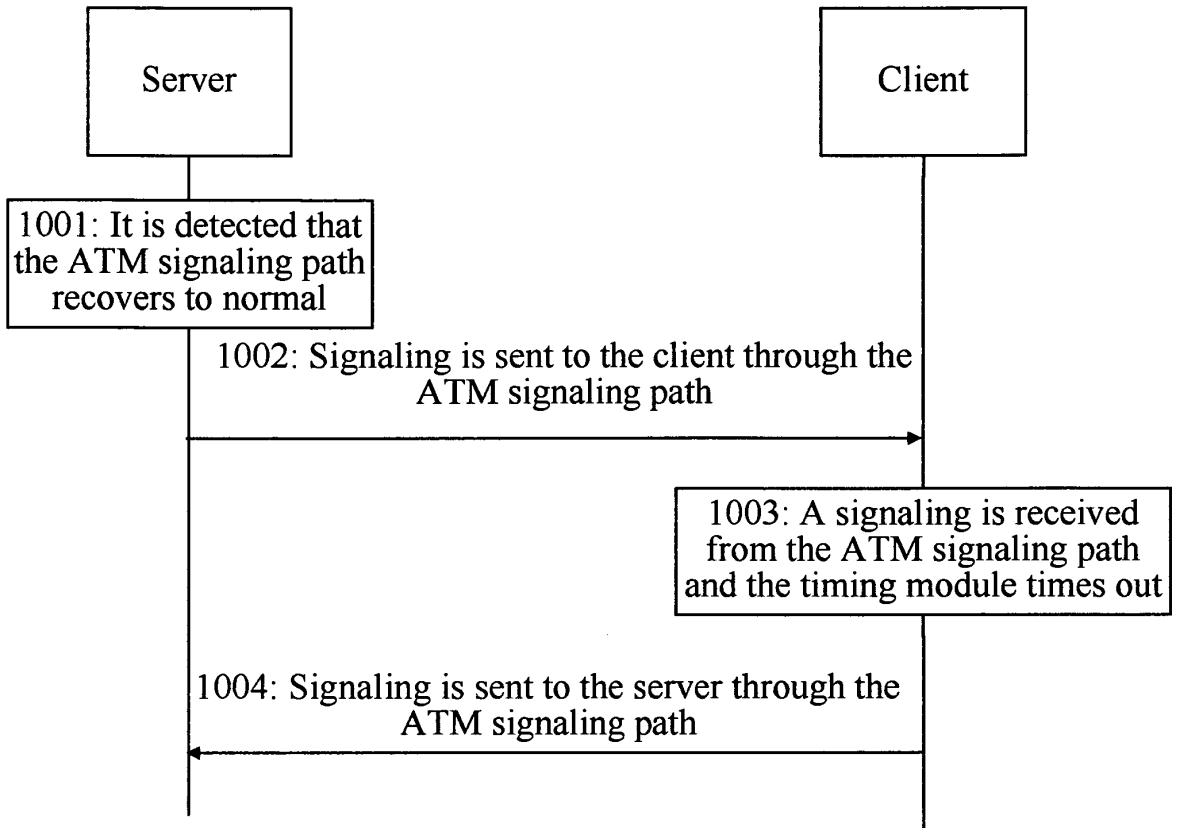 Server
Client
1001: It is detected that
the ATM signaling path
recovers to normal
1002: Signaling is sent to the client through the
ATM signaling path
1003: A signaling is received
from the ATM signaling path
and the timing module times out
1004: Signaling is sent to the server through the
ATM signaling path